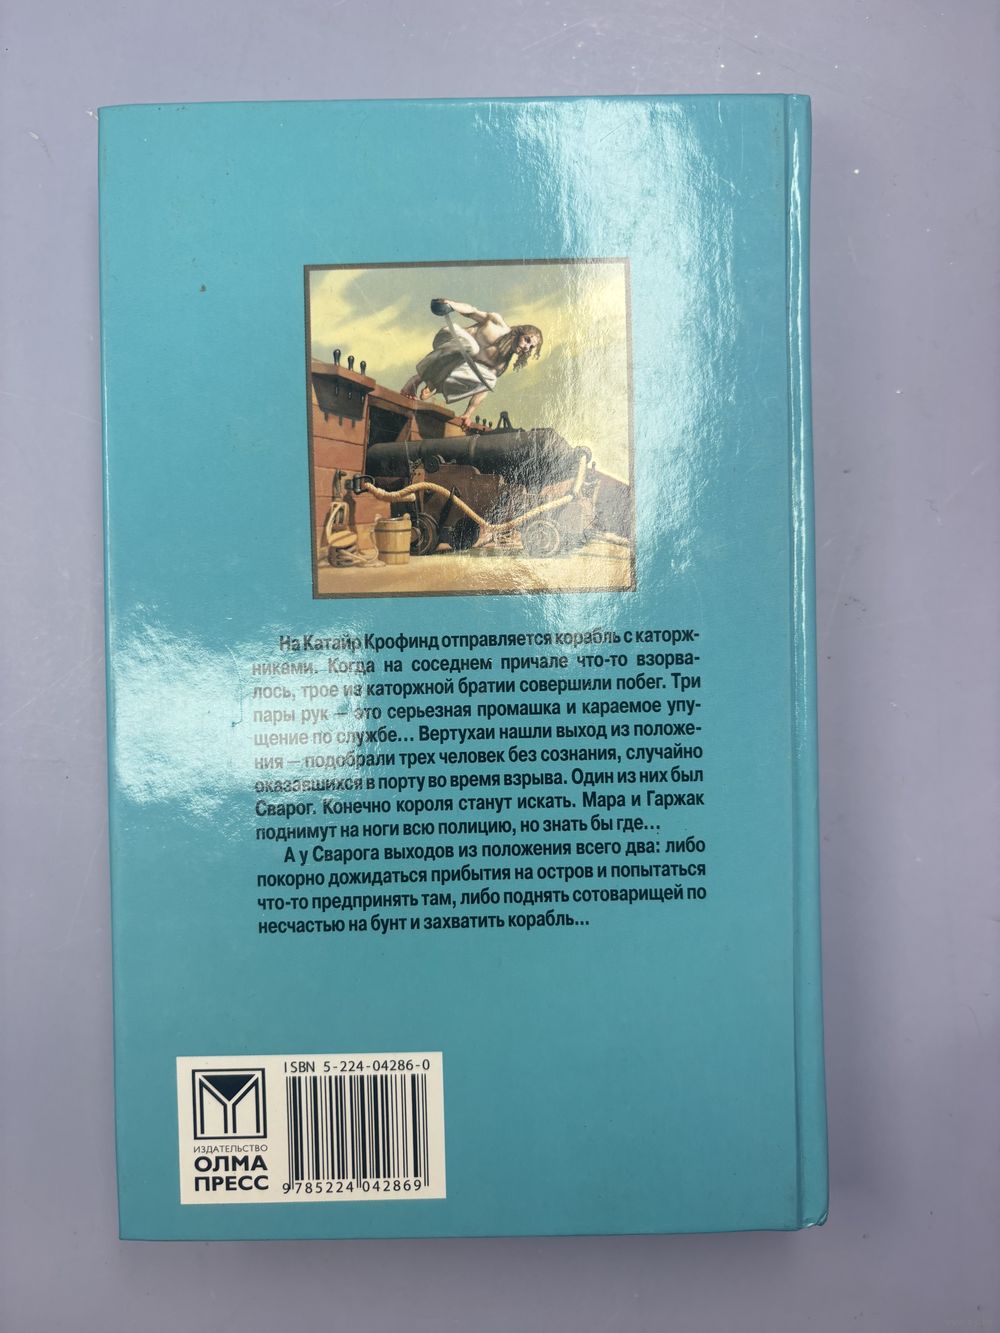 На Катайр Крофинд отправляется корабль с каторж-
никами. Когда на соседнем причале что-то взорва-
лось, трое из каторжной братии совершили побег. Три
пары рук – это серьезная промашка и караемое упу-
щение по службе... Вертухаи нашли выход из положе-
ния – подобрали трех человек без сознания, случайно
оказавшихся в порту во время взрыва. Один из них был
Сварог. Конечно короля станут искать. Мара и Гаржак
поднимут на ноги всю полицию, но знать бы где...
А у Сварога выходов из положения всего два: либо
покорно дожидаться прибытия на остров и попытаться
что-то предпринять там, либо поднять сотоварищей по
несчастью на бунт и захватить корабль...
ISBN 5-224-04286-0
ИЗДАТЕЛЬСТВО
ОЛМА
ПРЕСС
9785224042869